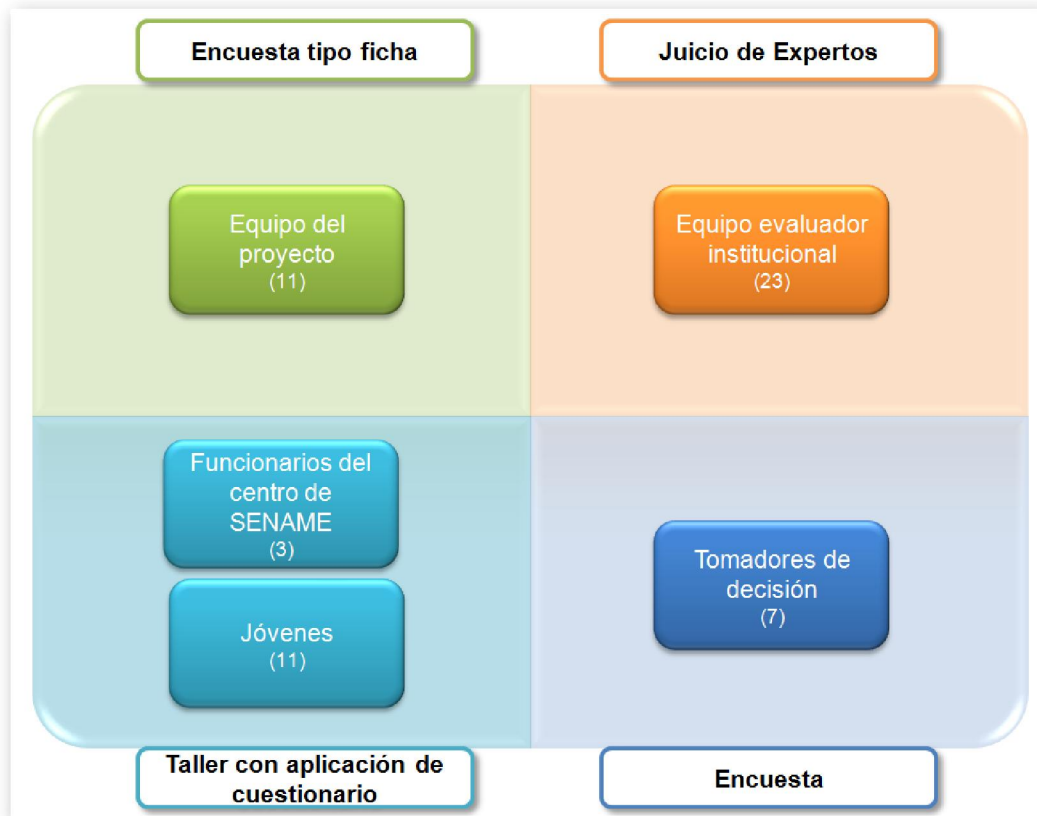 Encuesta tipo ficha
Juicio de Expertos
Equipo del
proyecto
(11)
Equipo evaluador
institucional
(23)
Funcionarios del
centro de
SENAME
(3)
Jóvenes
(11)
Tomadores de
decisión
(7)
Taller con aplicación de
cuestionario
Encuesta